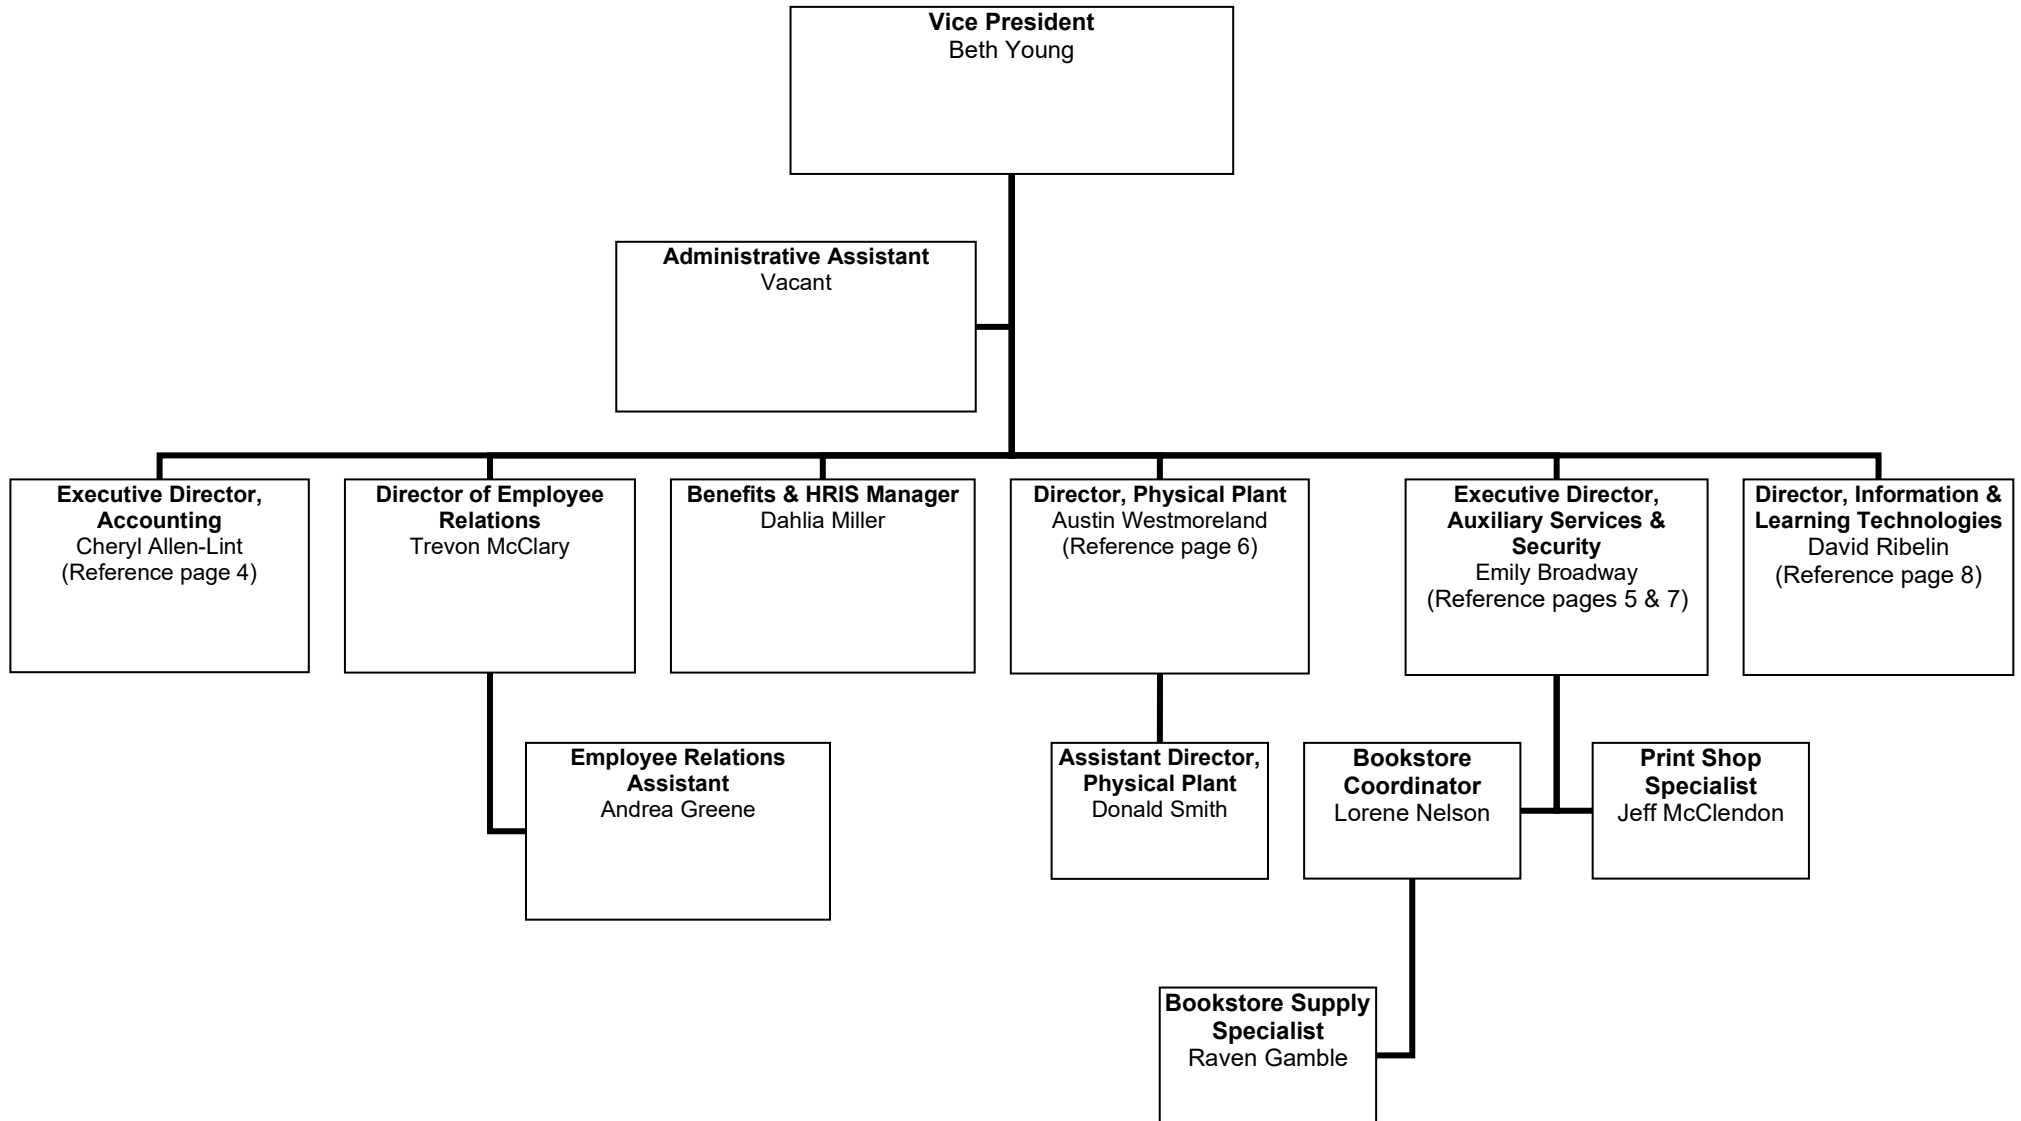 Vice President
Beth Young
Administrative Assistant
Vacant
Executive Director,
Accounting
Cheryl Allen-Lint
(Reference page 4)
Director of Employee
Relations
Trevon McClary
Benefits & HRIS Manager
Dahlia Miller
Director, Physical Plant
Austin Westmoreland
(Reference page 6)
Executive Director,
Auxiliary Services &
Security
Emily Broadway
(Reference pages 5 & 7)
Director, Information &
Learning Technologies
David Ribelin
(Reference page 8)
Employee Relations
Assistant
Andrea Greene
Assistant Director,
Physical Plant
Donald Smith
Bookstore
Coordinator
Lorene Nelson
Print Shop
Specialist
Jeff McClendon
Bookstore Supply
Specialist
Raven Gamble